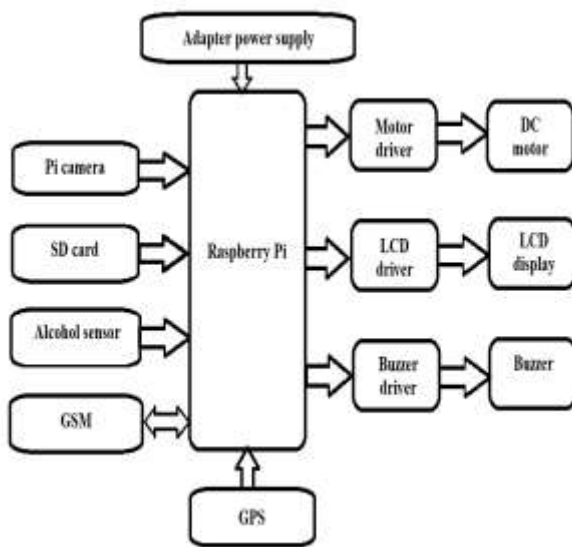 Adapter power supply
Pi camera
SD card
Alcohol sensor
GSM
Raspberry Pi
GPS
Motor
driver
DC
motor
LCD
driver
LCD
display
Buzzer
driver
Buzzer